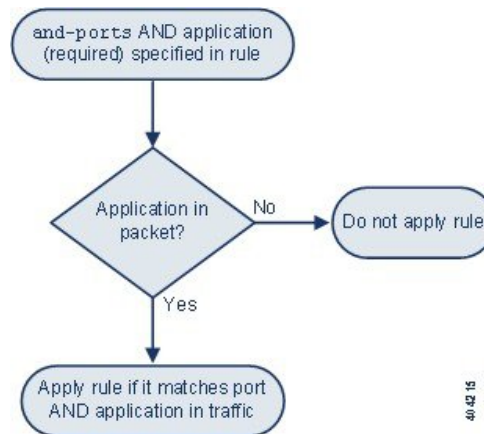 and-ports AND application
(required) specified in rule
Application in
packet?
No
Do not apply rule
Yes
Apply rule if it matches port
AND application in traffic
404215